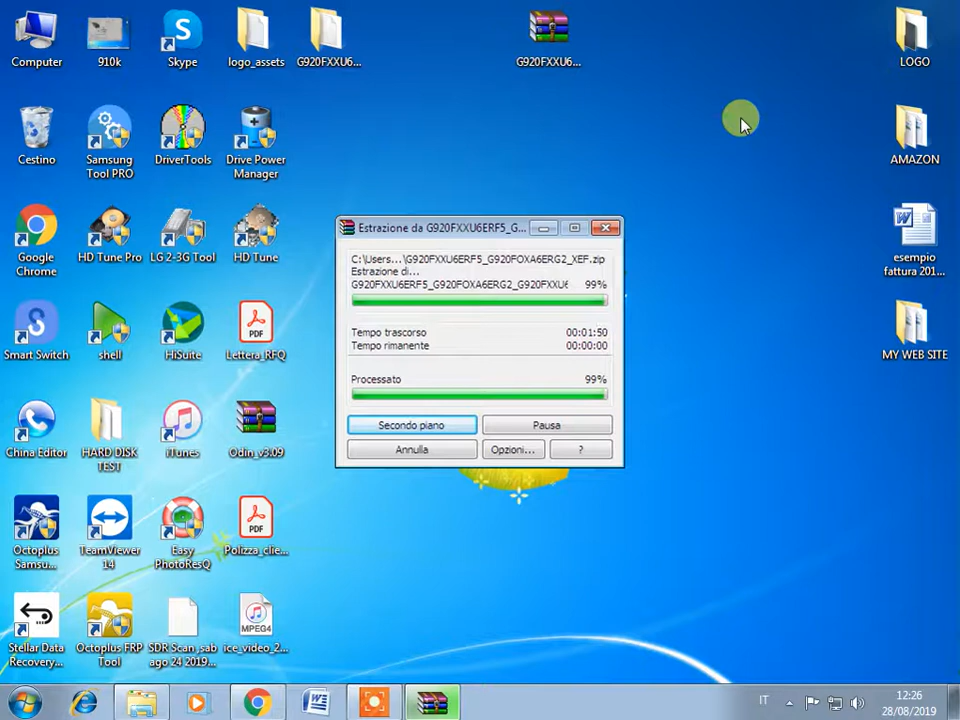 Computer
910k
Skype
logo_assets
G920FXXU6...
G920FXXU6...
LOGO
Cestino
Samsung
Tool PRO
DriverTools
Drive Power
Manager
AMAZON
Google
Chrome
HD Tune Pro
LG 2-3G Tool
HD Tune
esempio
fattura 201...
Estrazione da G920FXXU6ERF5_G...
C:\Users...\G920FXXU6ERF5_G920FOXA6ERG2_XEF.zip
Estrazione di...
G920FXXU6ERF5_G920FOXA6ERG2_G920FXXU6
99%
Tempo trascorso
00:01:50
Tempo rimanente
00:00:00
Processato
99%
Secondo piano
Pausa
Annulla
Opzioni...
?
Smart Switch
shell
HiSuite
PDF
Lettera_RFQ
MY WEB SITE
China Editor
HARD DISK
TEST
iTunes
Odin_v3.09
Octoplus
Samsu...
TeamViewer
14
Easy
PhotoResQ
PDF
Polizza_clie...
Stellar Data
Recovery...
Octoplus FRP
Tool
SDR Scan ,sab
ago 24 2019...
MPEG4
ice_video_2...
IT
12:26
28/08/2019